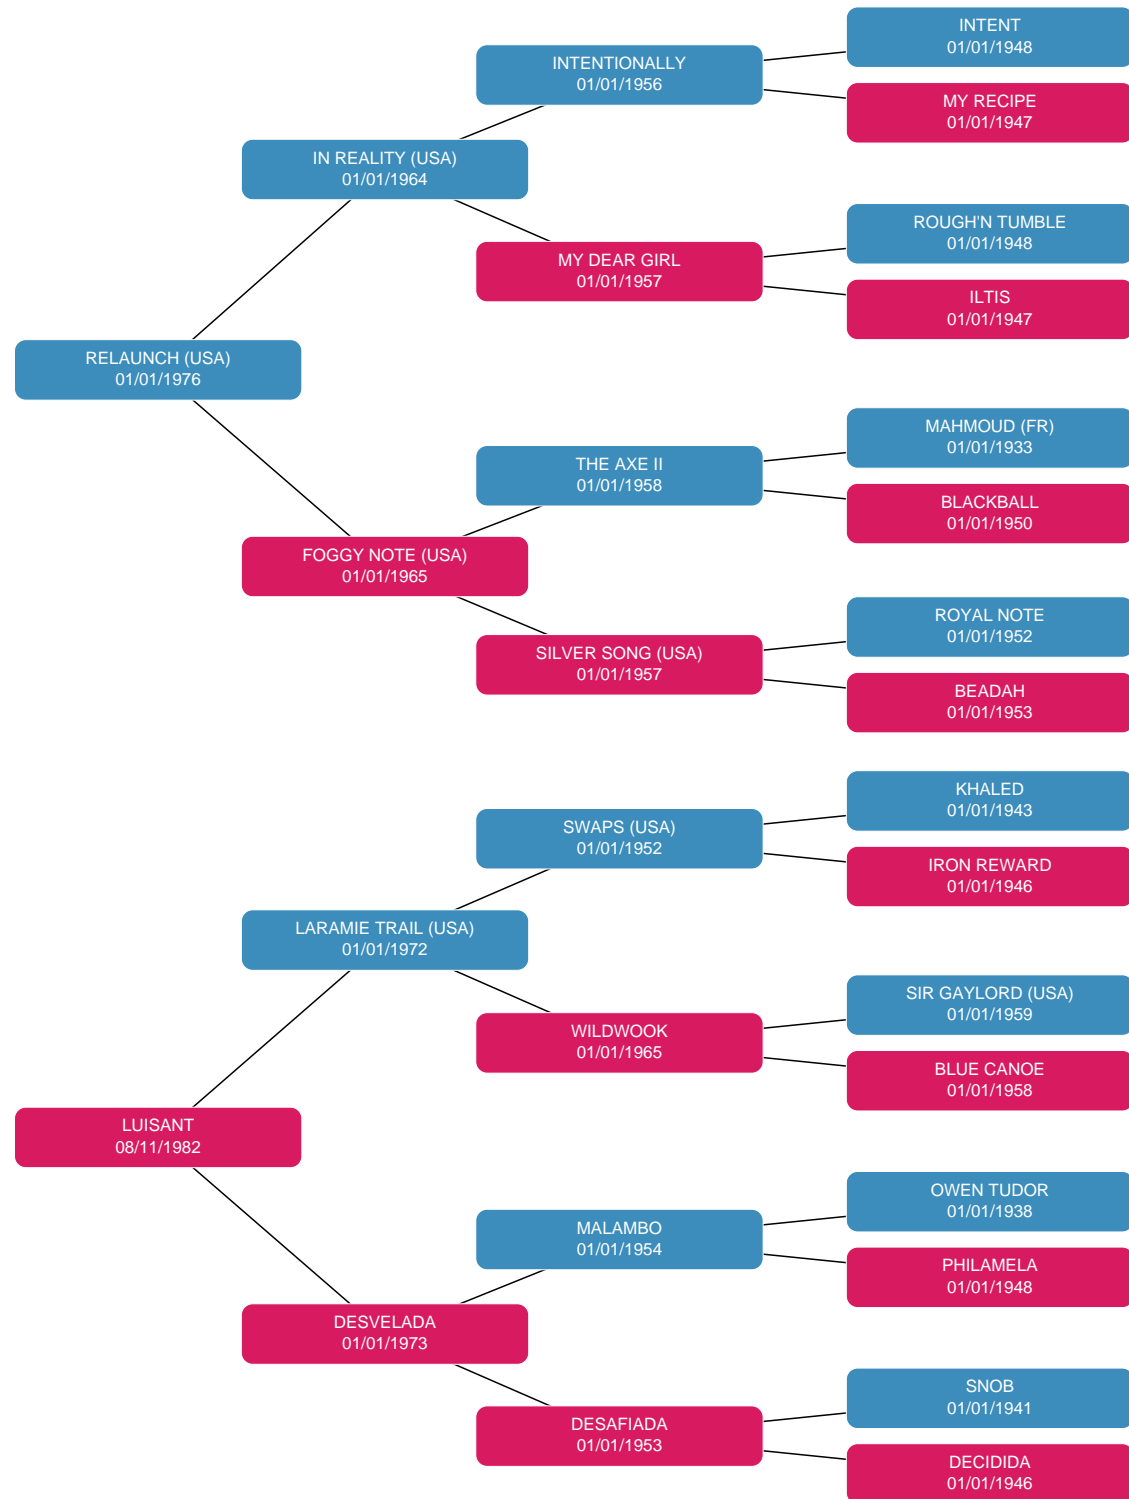 INTENT
01/01/1948
INTENTIONALLY
01/01/1956
MY RECIPE
01/01/1947
IN REALITY (USA)
01/01/1964
ROUGH'N TUMBLE
01/01/1948
MY DEAR GIRL
01/01/1957
ILTIS
01/01/1947
RELAUNCH (USA)
01/01/1976
MAHMOUD (FR)
01/01/1933
THE AXE II
01/01/1958
BLACKBALL
01/01/1950
FOGGY NOTE (USA)
01/01/1965
ROYAL NOTE
01/01/1952
SILVER SONG (USA)
01/01/1957
BEADAH
01/01/1953
KHALED
01/01/1943
SWAPS (USA)
01/01/1952
IRON REWARD
01/01/1946
LARAMIE TRAIL (USA)
01/01/1972
SIR GAYLORD (USA)
01/01/1959
WILDWOOK
01/01/1965
BLUE CANOE
01/01/1958
LUISANT
08/11/1982
OWEN TUDOR
01/01/1938
MALAMBO
01/01/1954
PHILAMELA
01/01/1948
DESVELADA
01/01/1973
SNOB
01/01/1941
DESAFIADA
01/01/1953
DECIDIDA
01/01/1946